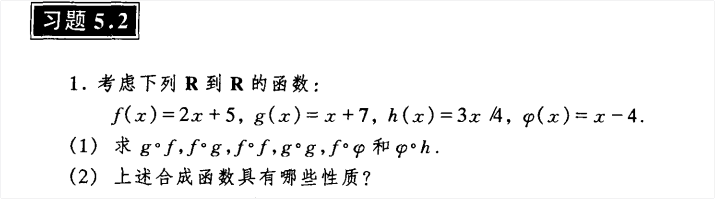 习题 5.2
1. 考虑下列 R 到 R 的函数：
f(x)=2x+5, g(x)=x+7, h(x)=3x/4, φ(x)=x-4.
(1) 求 g∘f,f∘g,f∘f,g∘g,f∘φ 和 φ∘h.
(2) 上述合成函数具有哪些性质?